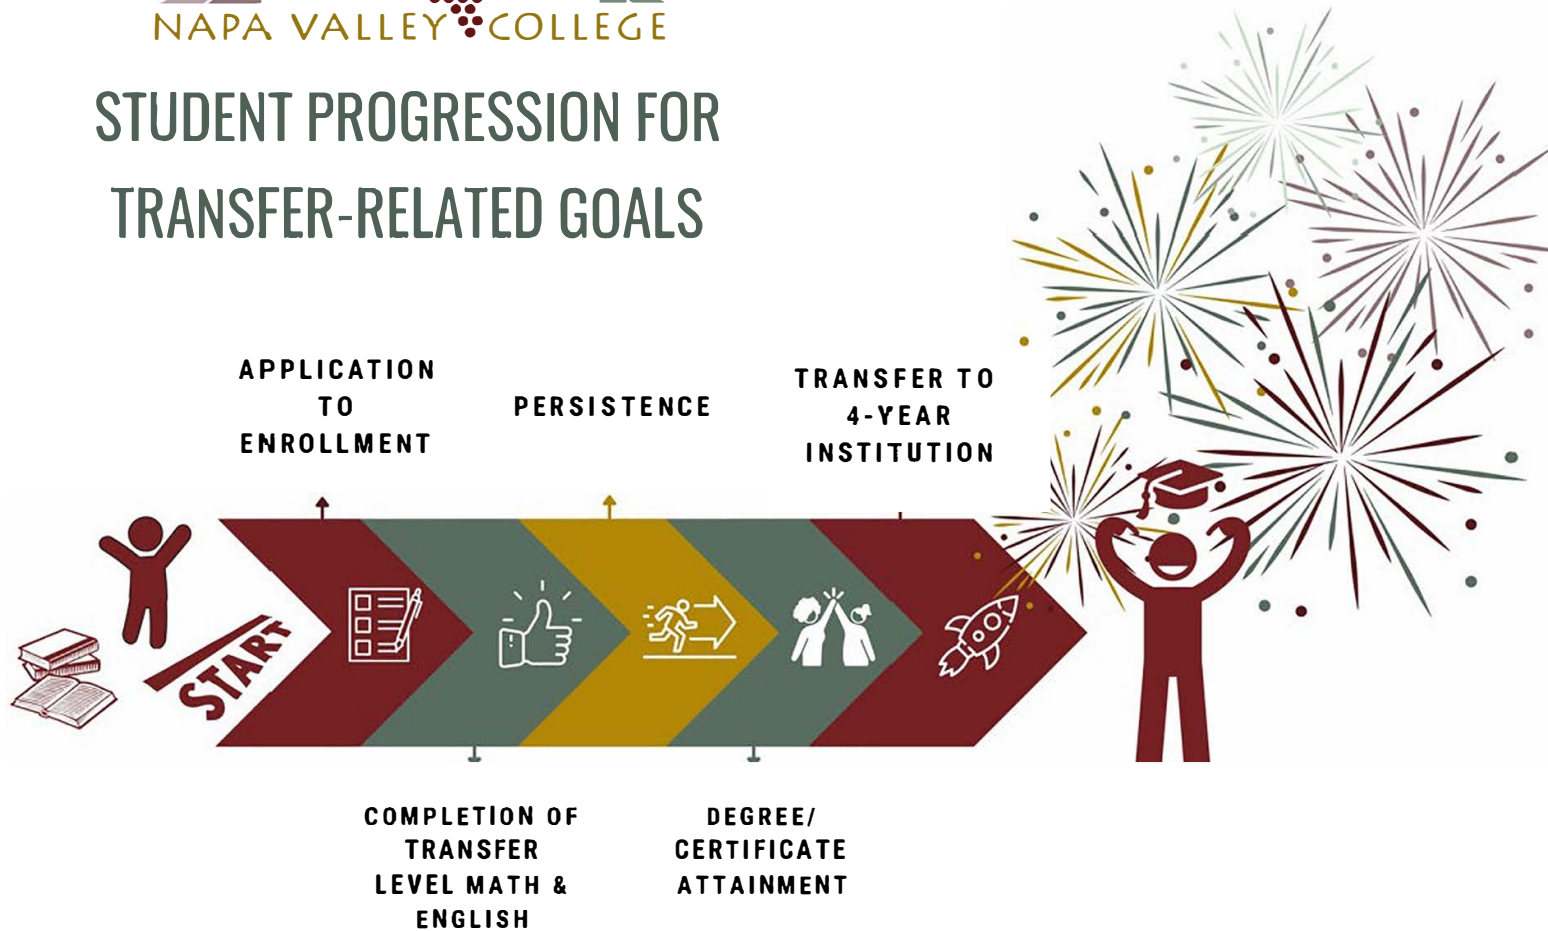 NAPA VALLEY COLLEGE
STUDENT PROGRESSION FOR
TRANSFER-RELATED GOALS
APPLICATION
TO
ENROLLMENT
PERSISTENCE
TRANSFER TO
4-YEAR
INSTITUTION
START
COMPLETION OF
TRANSFER
LEVEL MATH &
ENGLISH
DEGREE/
CERTIFICATE
ATTAINMENT